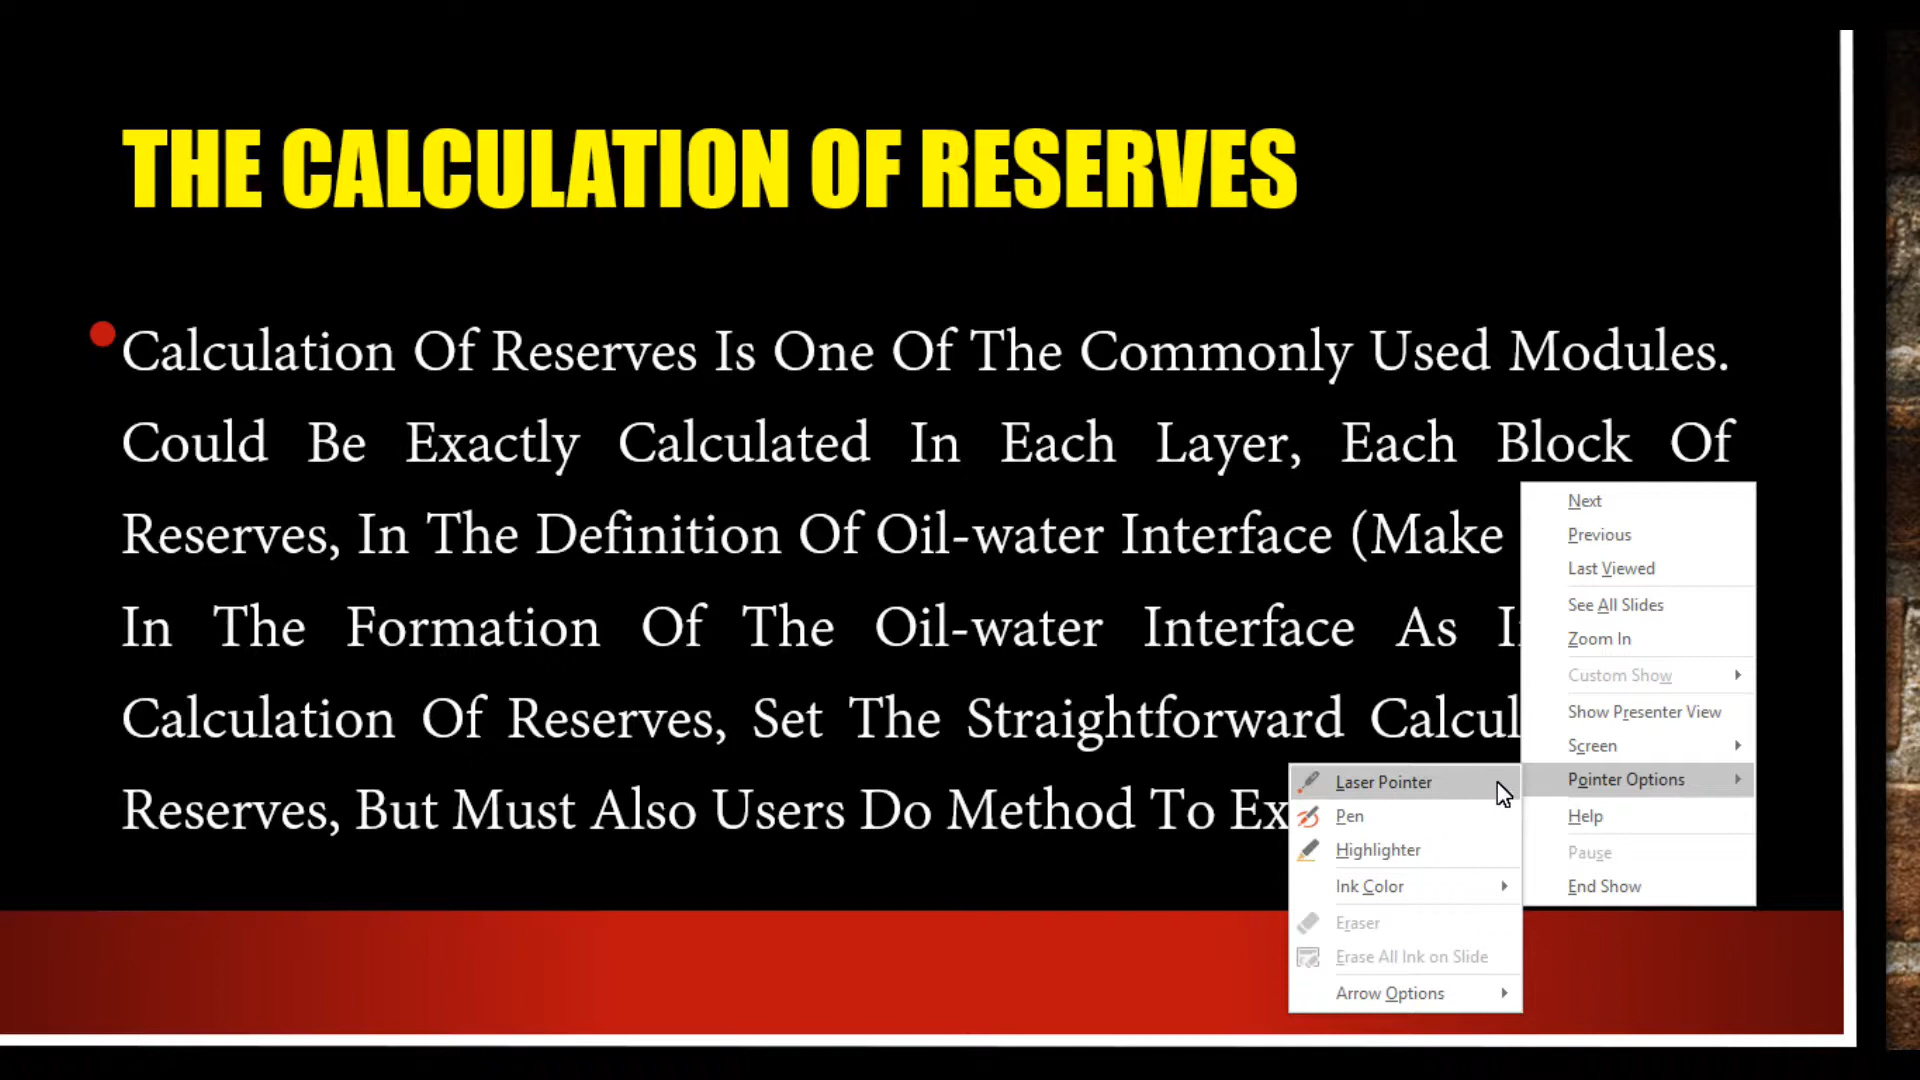 THE CALCULATION OF RESERVES
Calculation Of Reserves Is One Of The Commonly Used Modules.
Could Be Exactly Calculated In Each Layer, Each Block Of
Reserves, In The Definition Of Oil-water Interface (Make
In The Formation Of The Oil-water Interface As
Calculation Of Reserves, Set The Straightforward
Reserves, But Must Also Users Do Method To
Next
Previous
Last Viewed
See All Slides
Zoom In
Custom Show
Show Presenter View
Screen
Pointer Options
Help
Pause
End Show
Laser Pointer
Pen
Highlighter
Ink Color
Eraser
Erase All Ink on Slide
Arrow Options